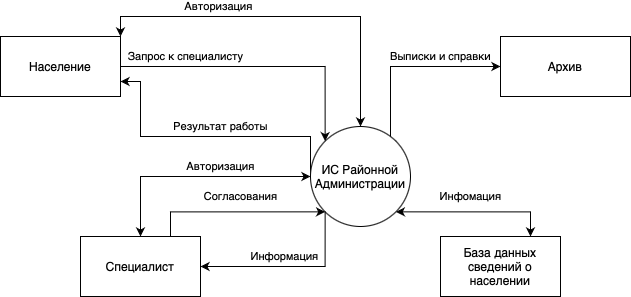 Авторизация
Запрос к специалисту
Выписки и справки
Население
Архив
Результат работы
ИС Районной
Администрации
Авторизация
Согласования
Инфомация
Информация
Специалист
База данных
сведений о
населении